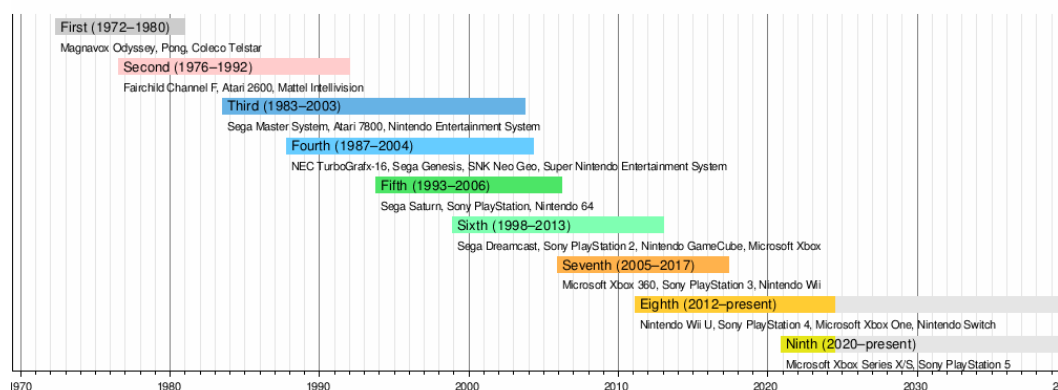 First (1972–1980)
Magnavox Odyssey, Pong, Coleco Telstar
Second (1976–1992)
Fairchild Channel F, Atari 2600, Mattel Intellivision
Third (1983–2003)
Sega Master System, Atari 7800, Nintendo Entertainment System
Fourth (1987–2004)
NEC TurboGrafx-16, Sega Genesis, SNK Neo Geo, Super Nintendo Entertainment System
Fifth (1993–2006)
Sega Saturn, Sony PlayStation, Nintendo 64
Sixth (1998–2013)
Sega Dreamcast, Sony PlayStation 2, Nintendo GameCube, Microsoft Xbox
Seventh (2005–2017)
Microsoft Xbox 360, Sony PlayStation 3, Nintendo Wii
Eighth (2012–present)
Nintendo Wii U, Sony PlayStation 4, Microsoft Xbox One, Nintendo Switch
Ninth (2020–present)
Microsoft Xbox Series X/S, Sony PlayStation 5
1970 1980 1990 2000 2010 2020 2030